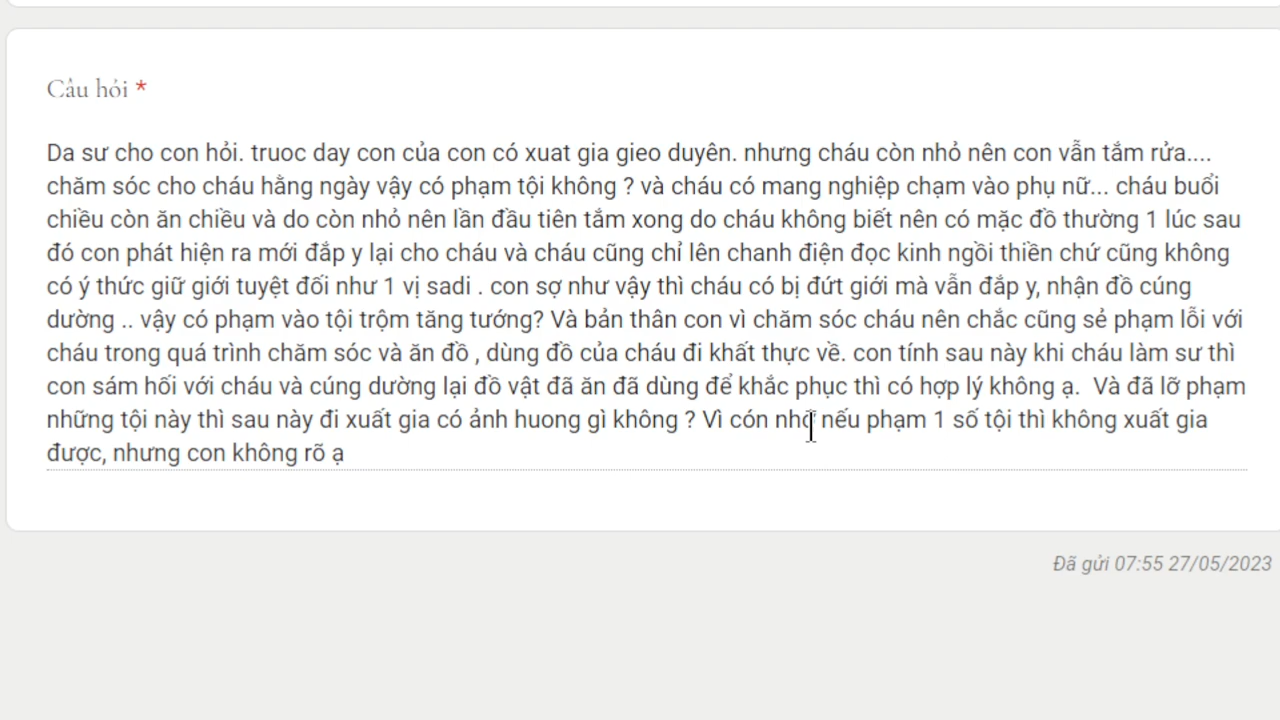 Câu hỏi *
Da sư cho con hỏi. truoc day con của con có xuat gia gieo duyên. nhưng cháu còn nhỏ nên con vẫn tắm rửa....
chăm sóc cho cháu hằng ngày vậy có phạm tội không ? và cháu có mang nghiệp chạm vào phụ nữ... cháu buổi
chiều còn ăn chiều và do còn nhỏ nên lần đầu tiên tắm xong do cháu không biết nên có mặc đồ thường 1 lúc sau
đó con phát hiện ra mới đắp y lại cho cháu và cháu cũng chỉ lên chanh điện đọc kinh ngồi thiền chứ cũng không
có ý thức giữ giới tuyệt đối như 1 vị sadi . con sợ như vậy thì cháu có bị đứt giới mà vẫn đắp y, nhận đồ cúng
dường .. vậy có phạm vào tội trộm tăng tướng? Và bản thân con vì chăm sóc cháu nên chắc cũng sẻ phạm lỗi với
cháu trong quá trình chăm sóc và ăn đồ , dùng đồ của cháu đi khất thực về. con tính sau này khi cháu làm sư thì
con sám hối với cháu và cúng dường lại đồ vật đã ăn đã dùng để khắc phục thì có hợp lý không ạ.  Và đã lỡ phạm
những tội này thì sau này đi xuất gia có ảnh huong gì không ? Vì cón nhớ nếu phạm 1 số tội thì không xuất gia
được, nhưng con không rõ ạ
Đã gửi 07:55 27/05/2023